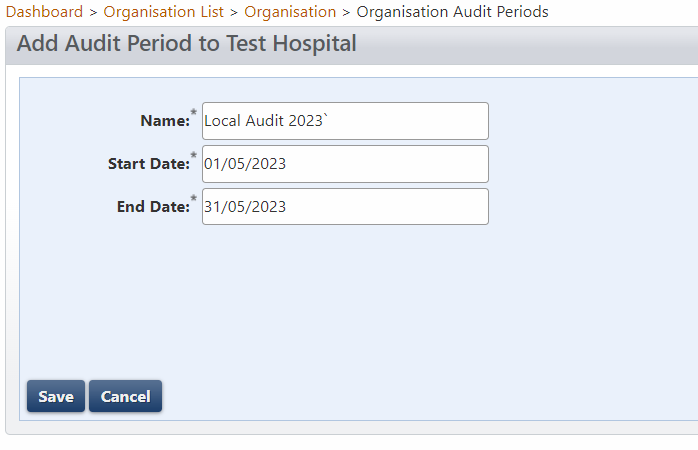 Dashboard > Organisation List > Organisation > Organisation Audit Periods
Add Audit Period to Test Hospital
Name:* Local Audit 2023`
Start Date:* 01/05/2023
End Date:* 31/05/2023
Save Cancel